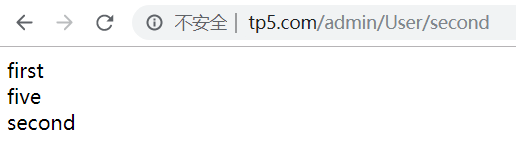 不安全 | tp5.com/admin/User/second
first
five
second